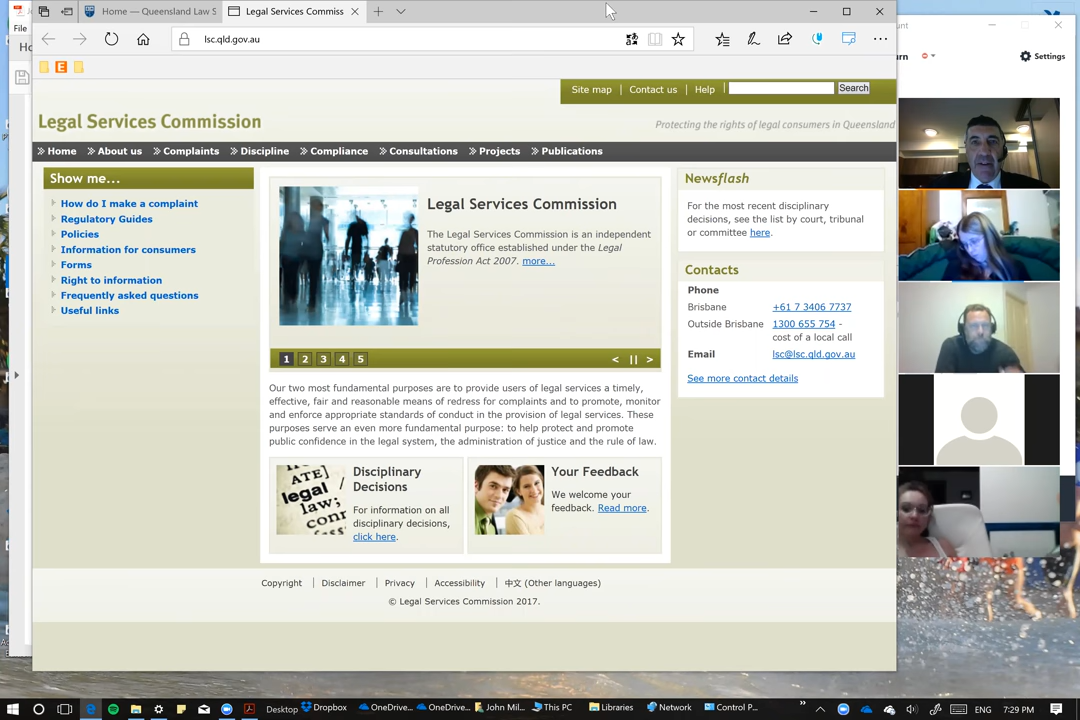 Home — Queensland Law S
Legal Services Commiss
File
lsc.qld.gov.au
Ho
urn
Settings
E
Site map | Contact us | Help | Search
Legal Services Commission
Protecting the rights of legal consumers in Queensland
Home About us Complaints Discipline Compliance Consultations Projects Publications
Show me...
How do I make a complaint
Regulatory Guides
Policies
Information for consumers
Forms
Right to information
Frequently asked questions
Useful links
Legal Services Commission
The Legal Services Commission is an independent
statutory office established under the Legal
Profession Act 2007. more...
1 2 3 4 5 < || >
Our two most fundamental purposes are to provide users of legal services a timely,
effective, fair and reasonable means of redress for complaints and to promote, monitor
and enforce appropriate standards of conduct in the provision of legal services. These
purposes serve an even more fundamental purpose: to help protect and promote
public confidence in the legal system, the administration of justice and the rule of law.
ATE]
legal /
law;
conr
Disciplinary
Decisions
For information on all
disciplinary decisions,
click here.
Your Feedback
We welcome your
feedback. Read more.
Newsflash
For the most recent disciplinary
decisions, see the list by court, tribunal
or committee here.
Contacts
Phone
Brisbane +61 7 3406 7737
Outside Brisbane 1300 655 754 -
cost of a local call
Email lsc@lsc.qld.gov.au
See more contact details
Copyright | Disclaimer | Privacy | Accessibility | 中文 (Other languages)
© Legal Services Commission 2017.
Desktop Dropbox OneDrive... OneDrive... John Mil... This PC Libraries Network Control P... ENG 7:29 PM